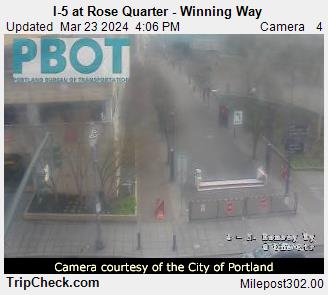 I-5 at Rose Quarter - Winning Way
Updated Mar 23 2024 4:06 PM Camera 4
PBOT
PORTLAND BUREAU OF TRANSPORTATION
Camera courtesy of the City of Portland
TripCheck.com Milepost302.00